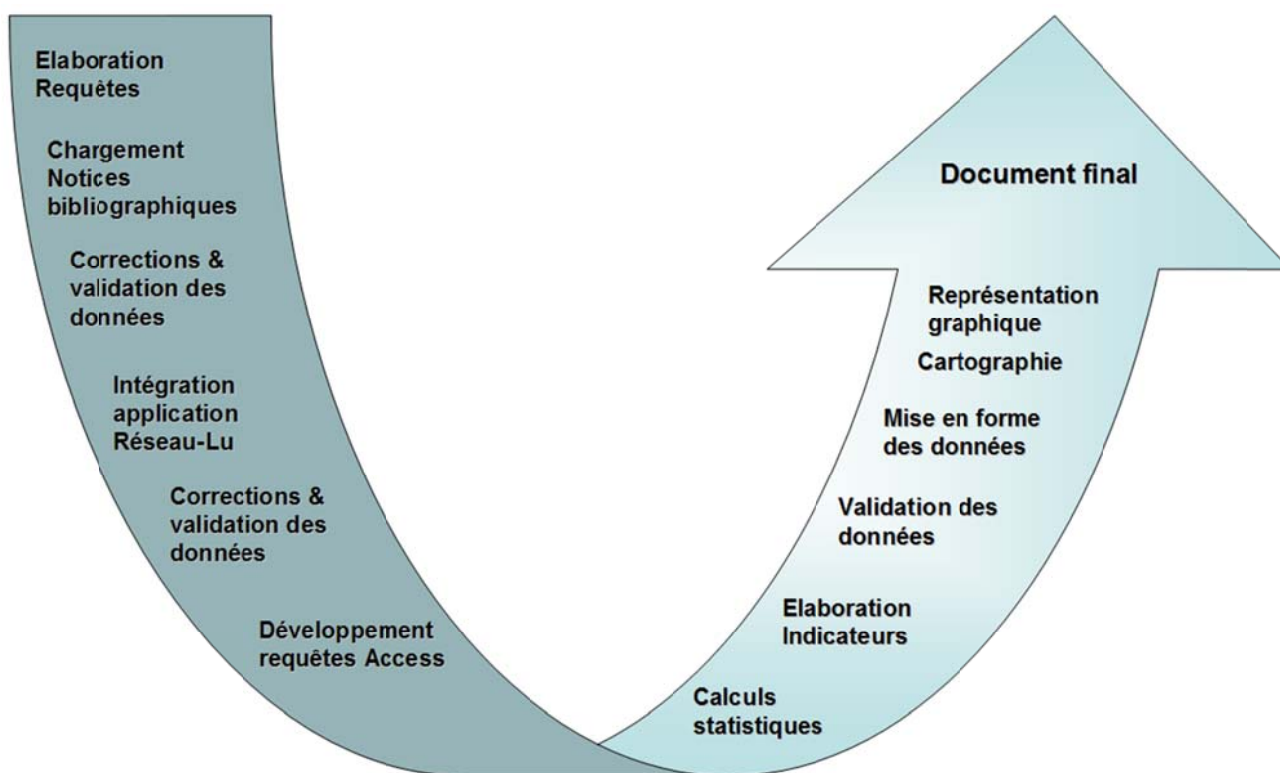 Elaboration
Requêtes
Chargement
Notices
bibliographiques
Corrections &
validation des
données
Intégration
application
Réseau-Lu
Corrections &
validation des
données
Développement
requêtes Access
Calculs
statistiques
Elaboration
Indicateurs
Validation des
données
Mise en forme
des données
Cartographie
Représentation
graphique
Document final